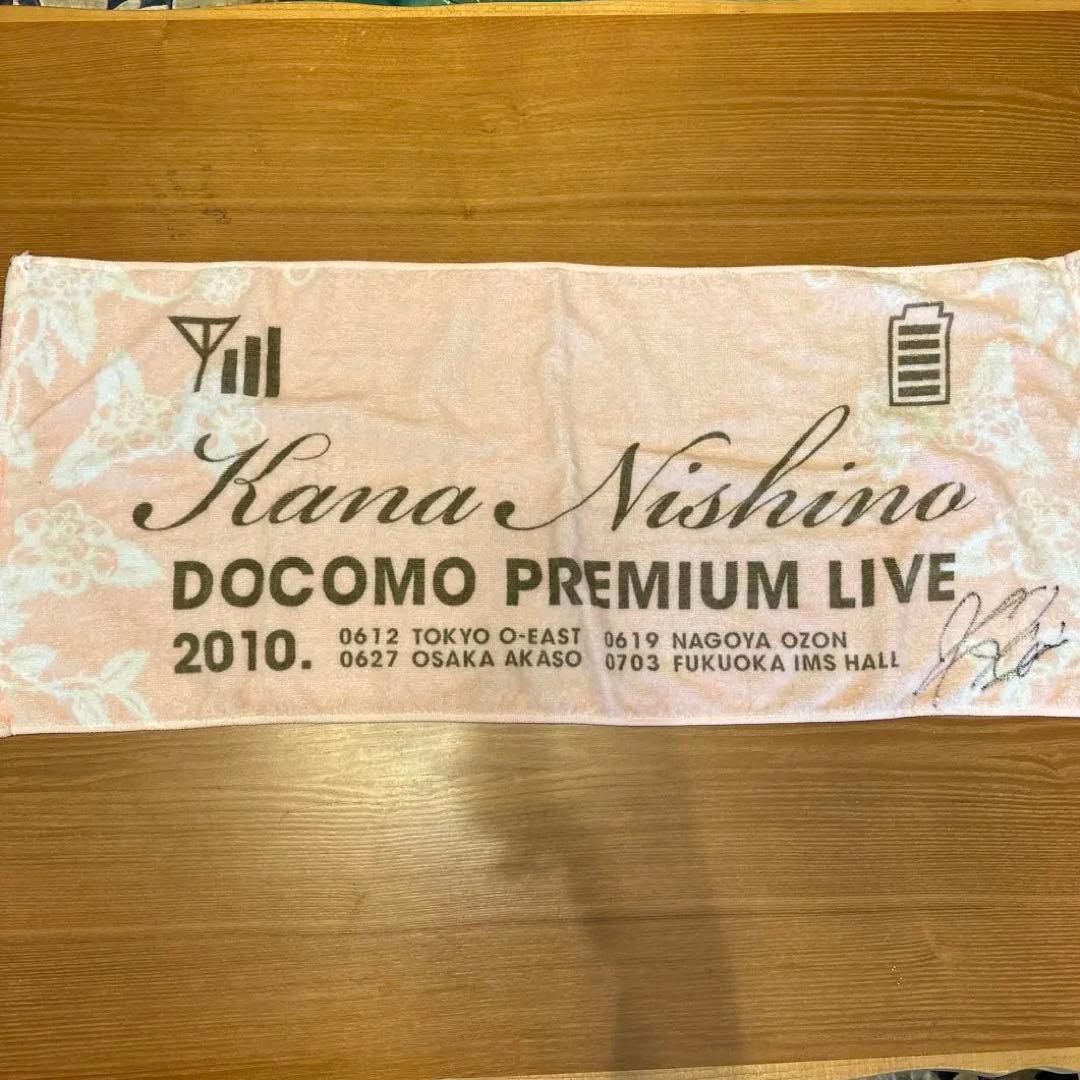 Kana Nishino
DOCOMO PREMIUM LIVE
2010.
0612 TOKYO O-EAST
0627 OSAKA AKASO
0619 NAGOYA OZON
0703 FUKUOKA IMS HALL